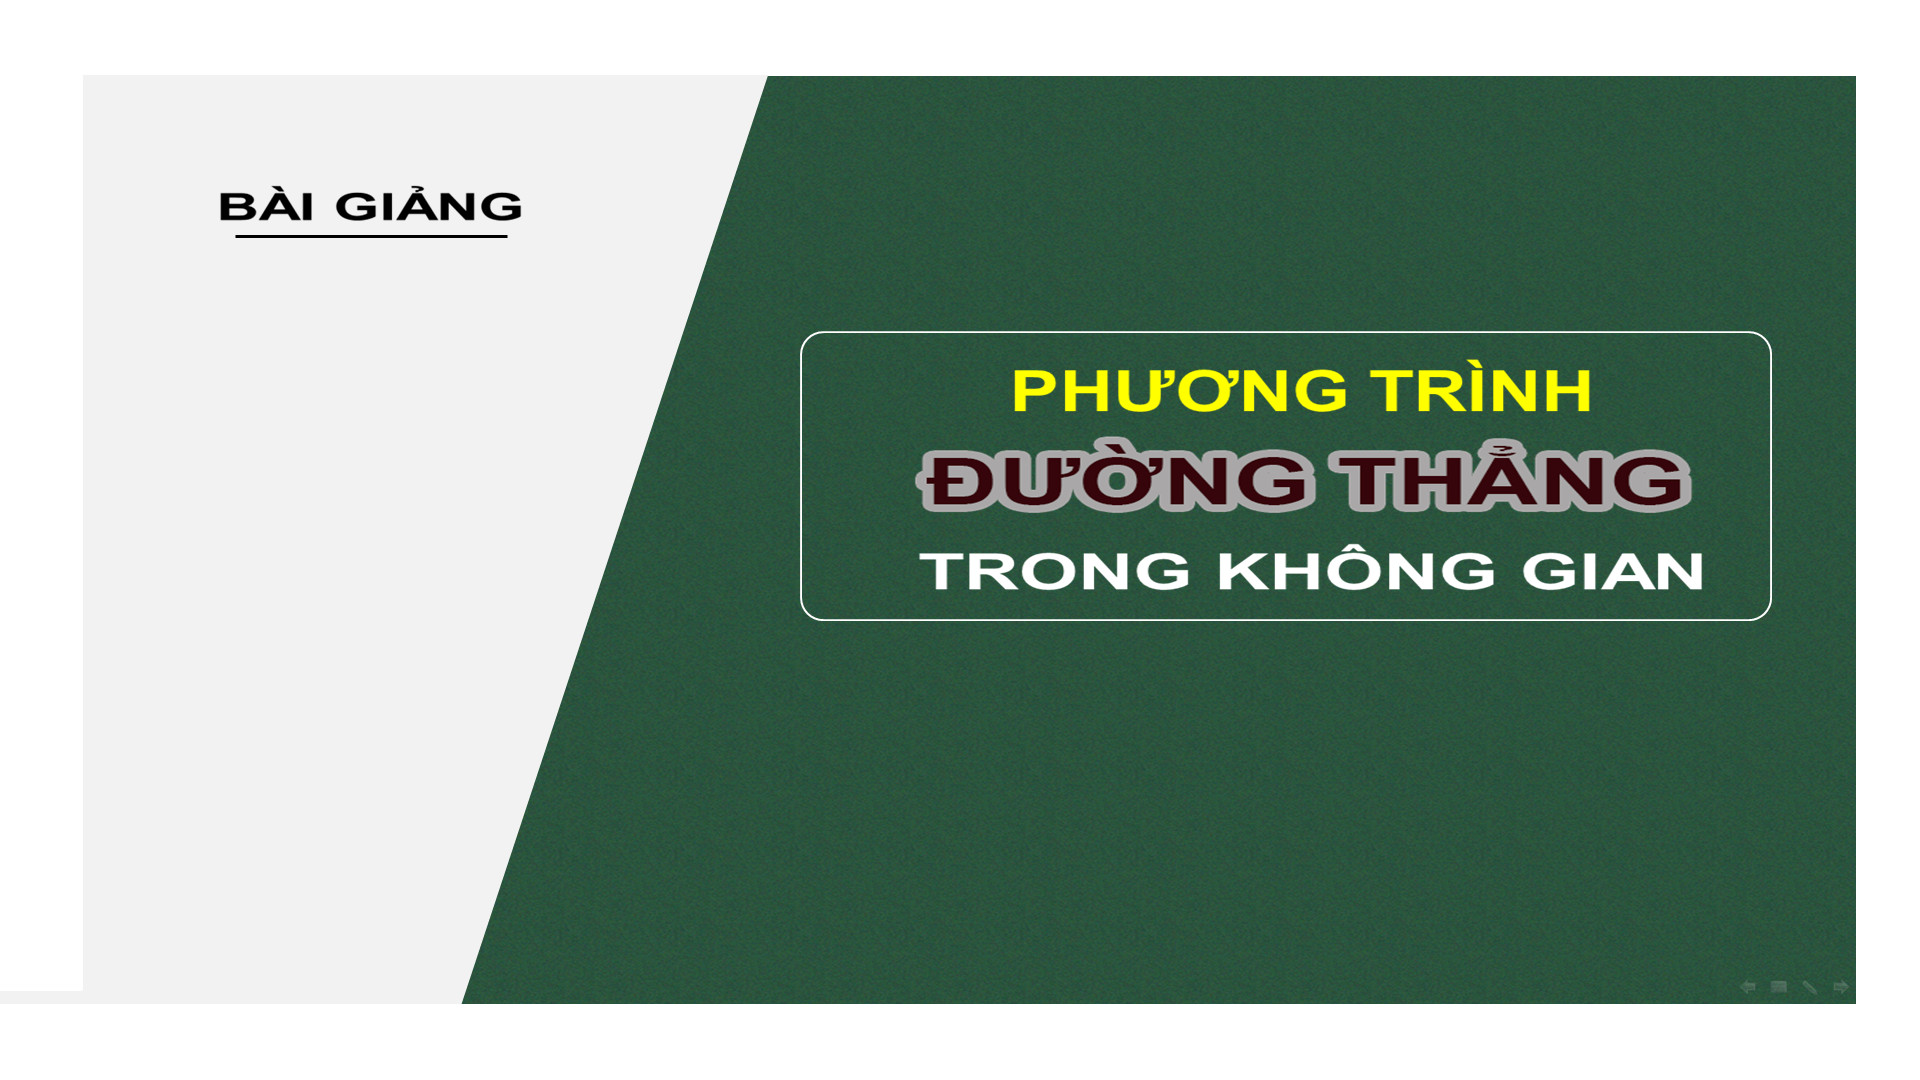 BÀI GIẢNG
PHƯƠNG TRÌNH
ĐƯỜNG THẲNG
TRONG KHÔNG GIAN